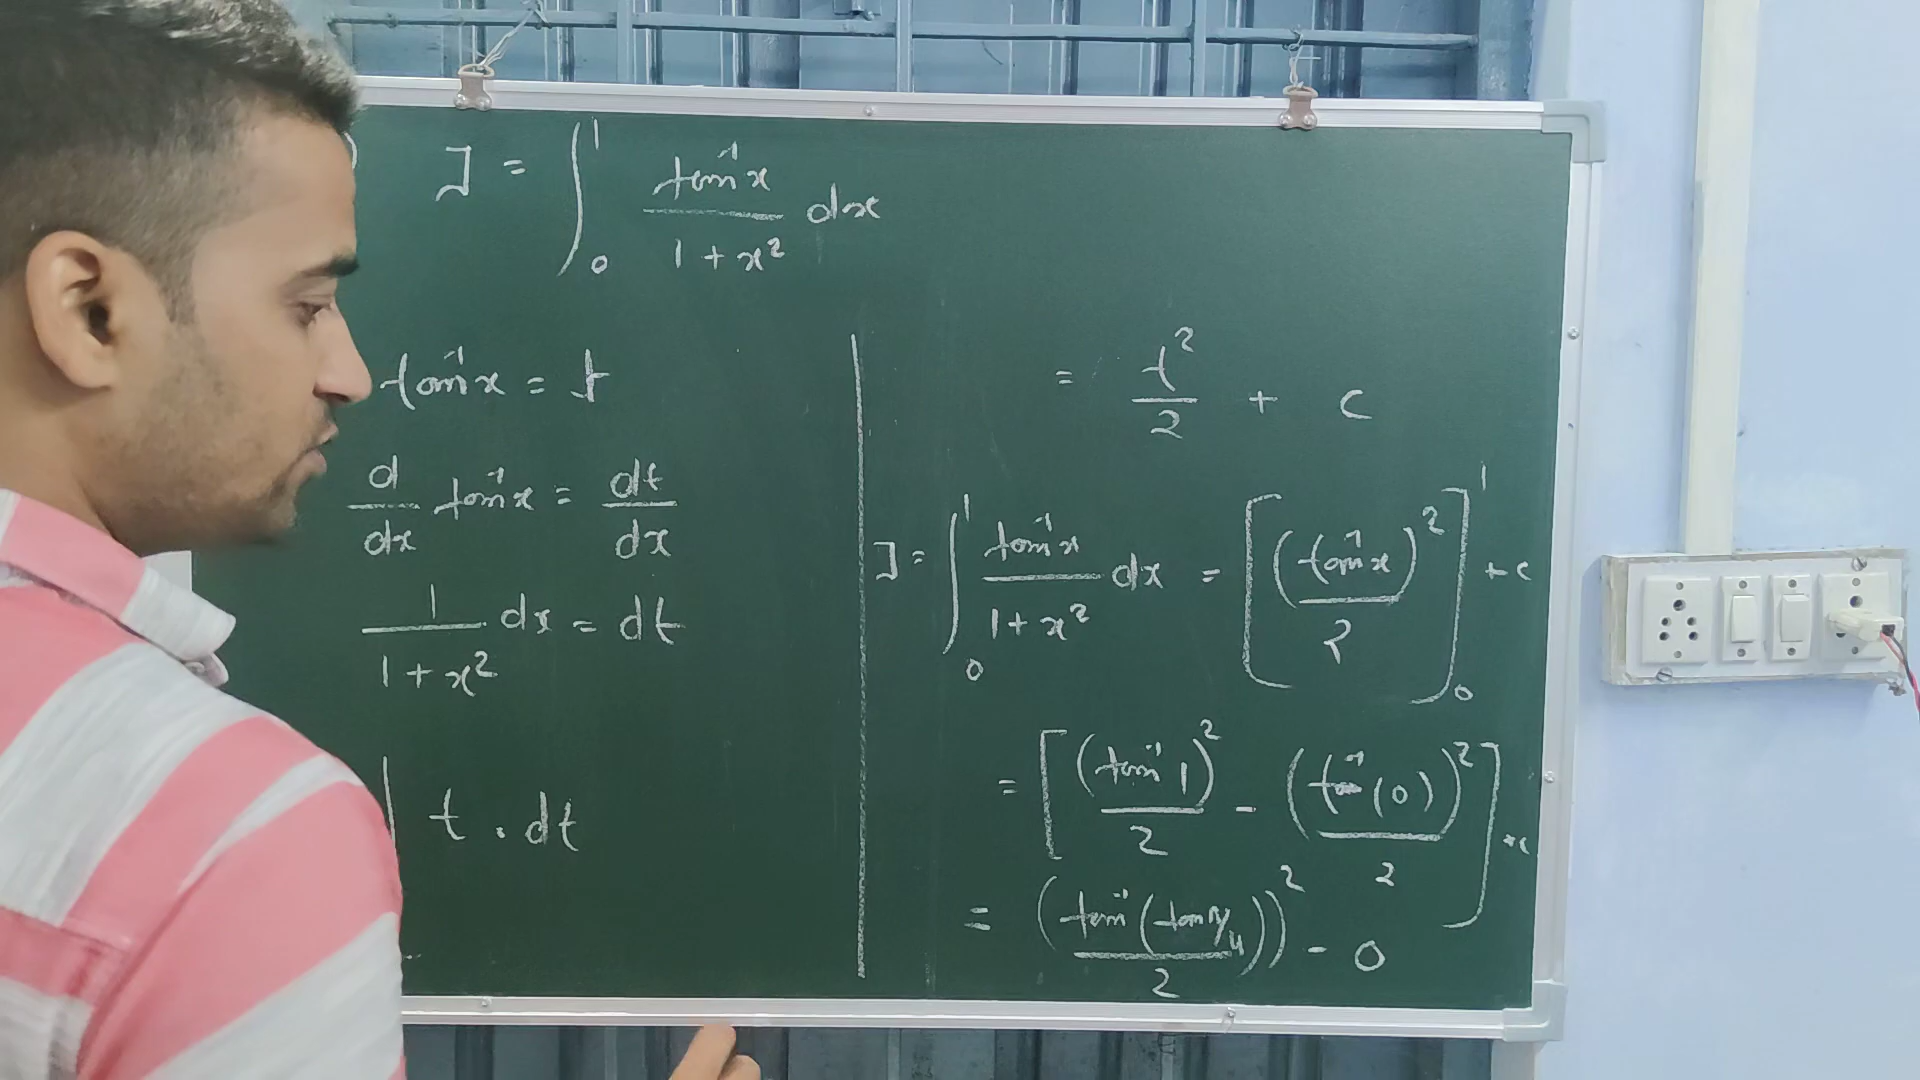 I = ∫₀¹ tan⁻¹x / 1 + x² dx
tan⁻¹x = t
d/dx tan⁻¹x = dt/dx
1 / 1 + x² dx = dt
∫ t . dt
= t²/2 + c
I = ∫₀¹ tan⁻¹x / 1 + x² dx = [(tan⁻¹x)² / 2]₀¹ + c
= [(tan⁻¹ 1)² / 2 - (tan⁻¹(0))² / 2] + c
= (tan⁻¹(tan π/4))² / 2 - 0